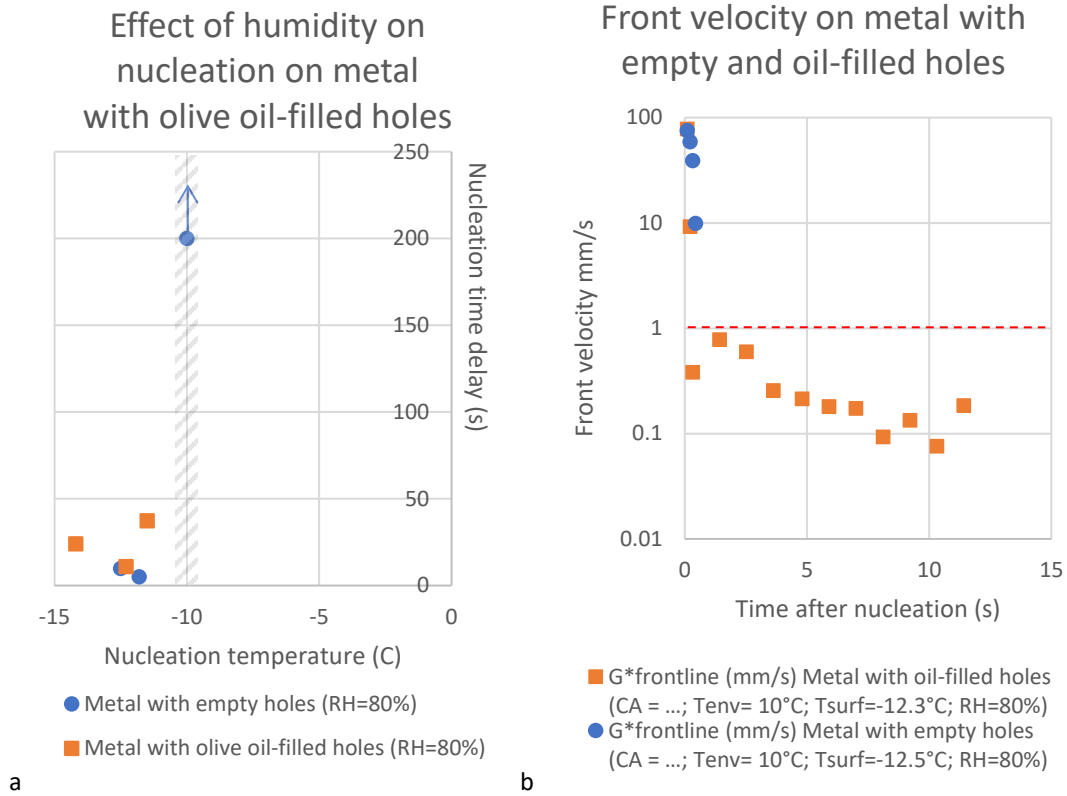 Effect of humidity on
nucleation on metal
with olive oil-filled holes
250
200
150
100
50
0
Nucleation time delay (s)
-15
-10
-5
0
Nucleation temperature (C)
Metal with empty holes (RH=80%)
Metal with olive oil-filled holes (RH=80%)
a
Front velocity on metal with
empty and oil-filled holes
100
10
1
0.1
0.01
Front velocity mm/s
0
5
10
15
Time after nucleation (s)
G*frontline (mm/s) Metal with oil-filled holes
(CA = ...; Tenv= 10°C; Tsurf=-12.3°C; RH=80%)
G*frontline (mm/s) Metal with empty holes
(CA = ...; Tenv= 10°C; Tsurf=-12.5°C; RH=80%)
b